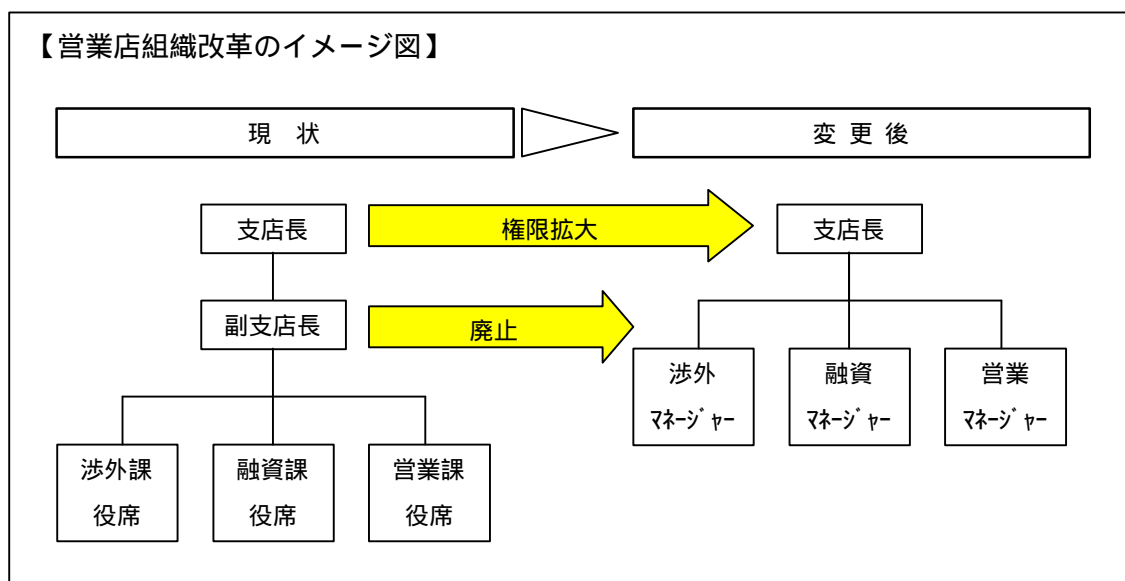 【営業店組織改革のイメージ図】
現 状
変 更 後
支店長
権限拡大
支店長
副支店長
廃止
渉外
ﾏﾈｰｼﾞｬｰ
融資
ﾏﾈｰｼﾞｬｰ
営業
ﾏﾈｰｼﾞｬｰ
渉外課
役席
融資課
役席
営業課
役席